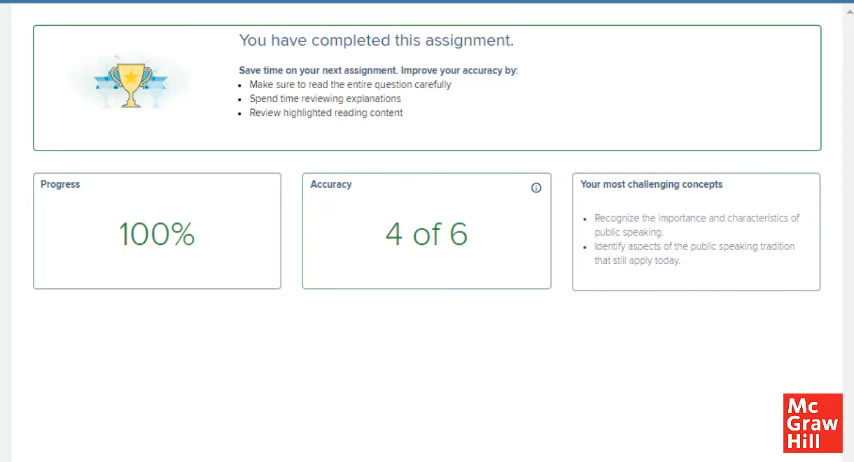 You have completed this assignment.
Save time on your next assignment. Improve your accuracy by:
• Make sure to read the entire question carefully
• Spend time reviewing explanations
• Review highlighted reading content
Progress
100%
Accuracy
4 of 6
Your most challenging concepts
• Recognize the importance and characteristics of
public speaking.
• Identify aspects of the public speaking tradition
that still apply today.
Mc
Graw
Hill